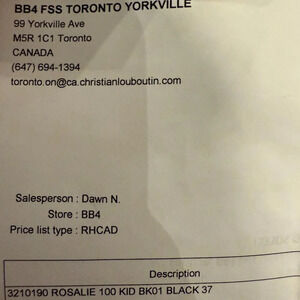 BB4 FSS TORONTO YORKVILLE
99 Yorkville Ave
M5R 1C1 Toronto
CANADA
(647) 694-1394
toronto.on@ca.christianlouboutin.com
Salesperson : Dawn N.
Store : BB4
Price list type : RHCAD
Description
3210190 ROSALIE 100 KID BK01 BLACK 37